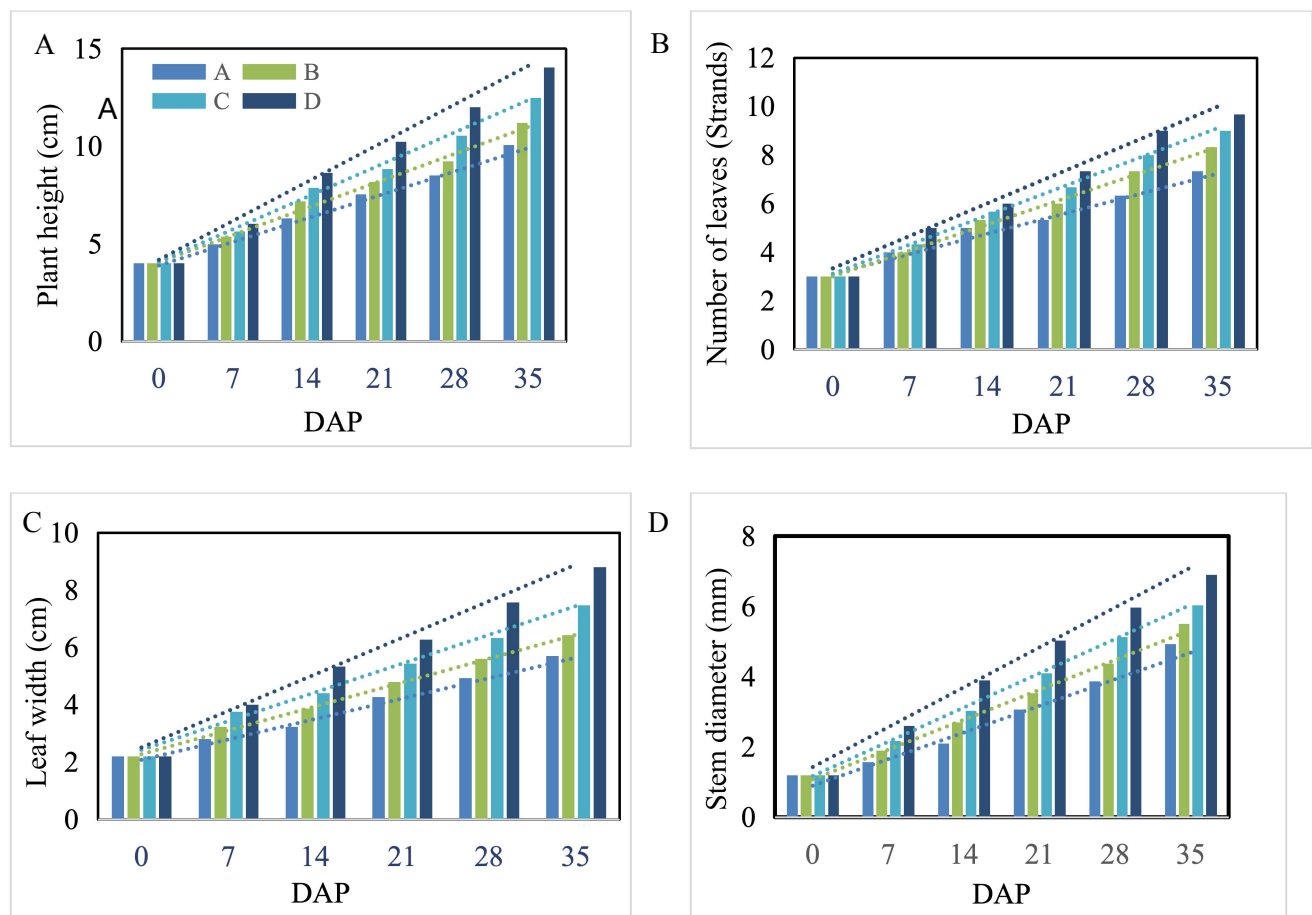 A
15
10
5
0
A
B
C
D
A
Plant height (cm)
0 7 14 21 28 35
DAP
B
12
10
8
6
4
2
0
Number of leaves (Strands)
0 7 14 21 28 35
DAP
C
10
8
6
4
2
0
Leaf width (cm)
0 7 14 21 28 35
DAP
D
8
6
4
2
0
Stem diameter (mm)
0 7 14 21 28 35
DAP